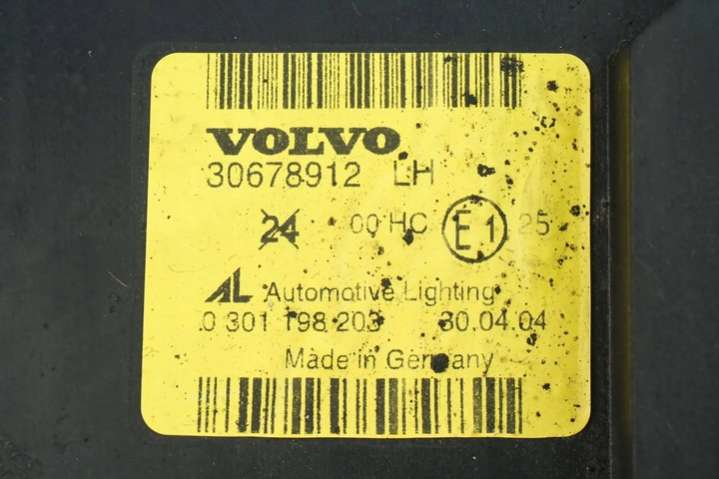 VOLVO
30678912 LH
24 00 HC E1 25
AL Automotive Lighting
0 301 198 203 30.04.04
Made in Germany